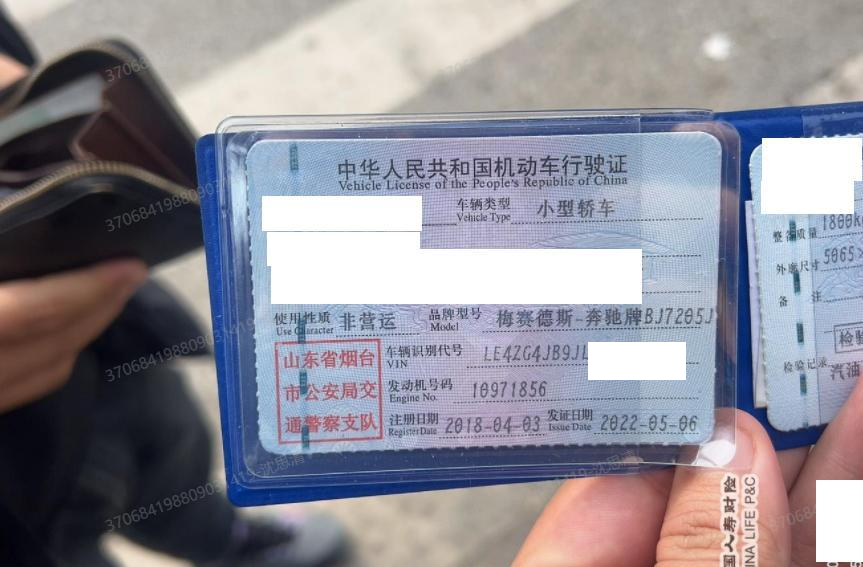 中华人民共和国机动车行驶证
Vehicle License of the People's Republic of China
车辆类型 小型轿车
Vehicle Type
使用性质 非营运 品牌型号 梅赛德斯-奔驰牌BJ7205J
Use Character Model
山东省烟台
市公安局交
通警察支队
车辆识别代号 LE4ZG4JB9JL
VIN
发动机号码 10971856
Engine No.
注册日期 2018-04-03 发证日期 2022-05-06
Register Date Issue Date
整备质量 1800k
外廓尺寸 5065×
备 注
检验
检验记录
汽油
国人寿财险
INA LIFE P&C